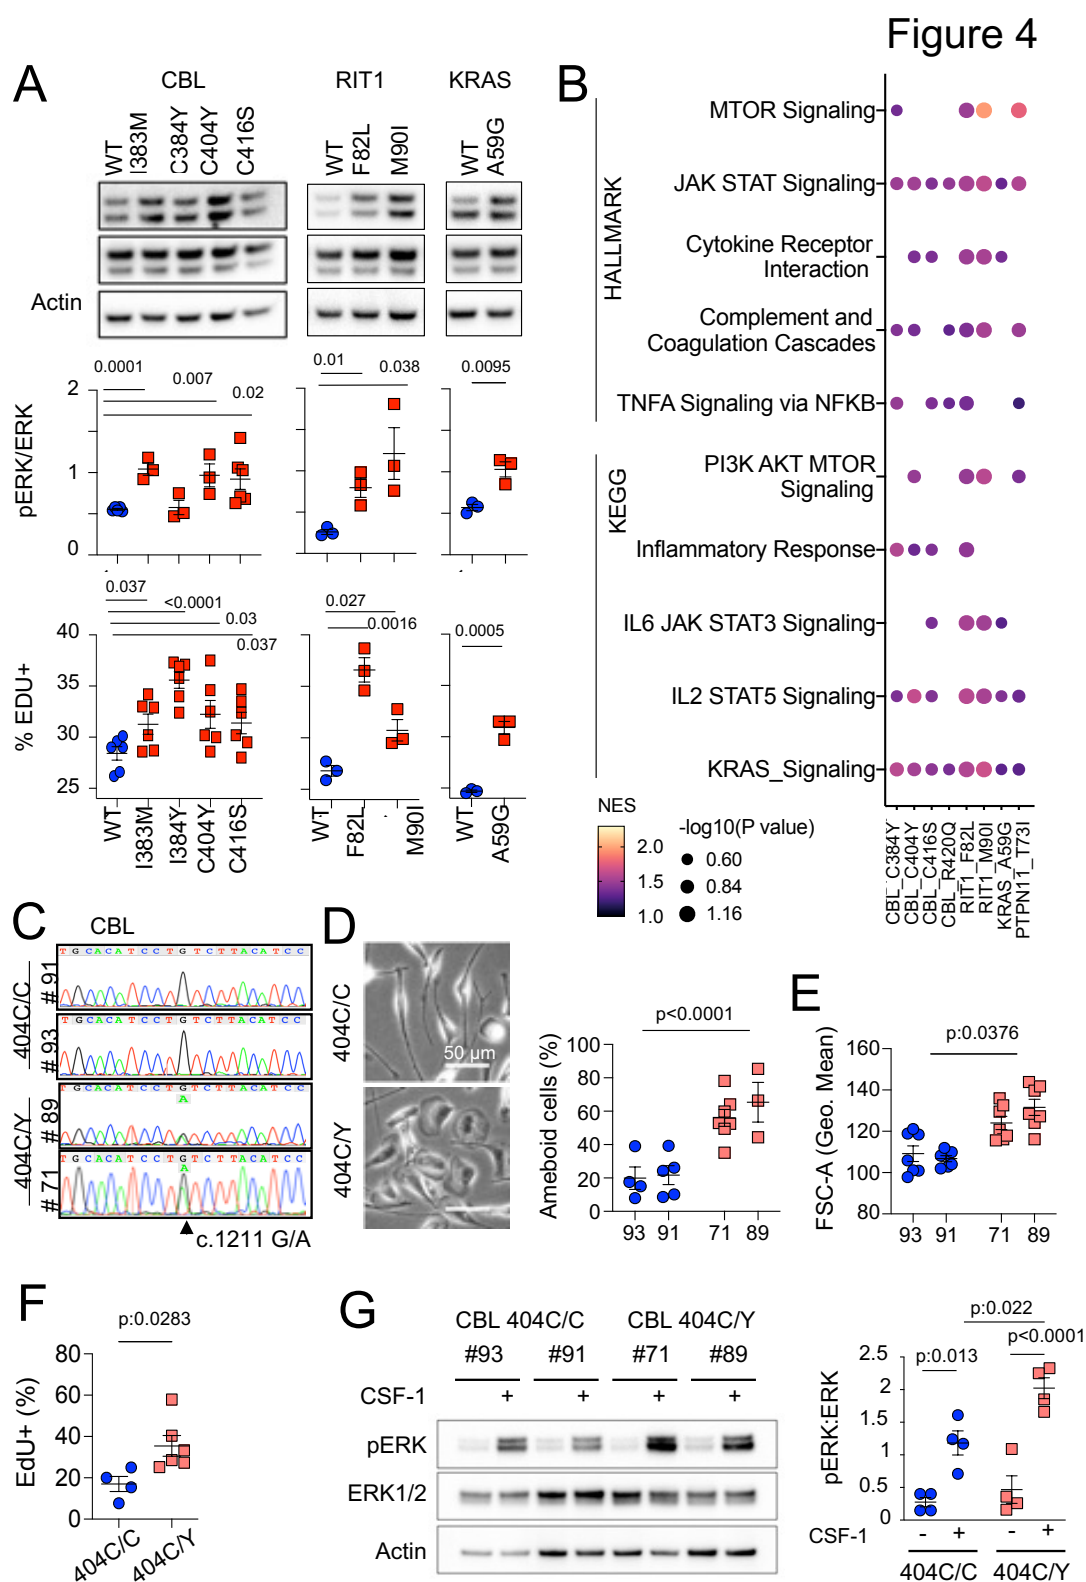 Figure 4
A
CBL
RIT1
KRAS
WT
I383M
C384Y
C404Y
C416S
WT
F82L
M90I
WT
A59G
Actin
0.0001
0.007
0.02
0.01
0.038
0.0095
pERK/ERK
2
1
0
0.037
<0.0001
0.03
0.037
0.027
0.0016
0.0005
% EDU+
40
35
30
25
WT
I383M
I384Y
C404Y
C416S
WT
F82L
M90I
WT
A59G
B
HALLMARK
MTOR Signaling
JAK STAT Signaling
Cytokine Receptor
Interaction
Complement and
Coagulation Cascades
TNFA Signaling via NFKB
KEGG
PI3K AKT MTOR
Signaling
Inflammatory Response
IL6 JAK STAT3 Signaling
IL2 STAT5 Signaling
KRAS_Signaling
NES
2.0
1.5
1.0
-log10(P value)
0.60
0.84
1.16
CBL_C384Y
CBL_C404Y
CBL_C416S
CBL_R420Q
RIT1_F82L
RIT1_M90I
KRAS_A59G
PTPN11_T73I
C
CBL
404C/C
# 91
T G C A C A T C C T G T C T T A C A T C C
# 93
T G C A C A T C C T G T C T T A C A T C C
404C/Y
# 89
T G C A C A T C C T G T C T T A C A T C C
A
# 71
T G C A C A T C C T G T C T T A C A T C C
A
c.1211 G/A
D
404C/C
50 µm
404C/Y
p<0.0001
Ameboid cells (%)
100
80
60
40
20
0
93 91 71 89
E
p:0.0376
FSC-A (Geo. Mean)
160
140
120
100
80
93 91 71 89
F
p:0.0283
EdU+ (%)
80
60
40
20
0
404C/C
404C/Y
G
CBL 404C/C CBL 404C/Y
#93 #91 #71 #89
CSF-1 + + + +
pERK
ERK1/2
Actin
p:0.022
p<0.0001
p:0.013
pERK:ERK
2.5
2
1.5
1
0.5
0
CSF-1 - + - +
404C/C 404C/Y